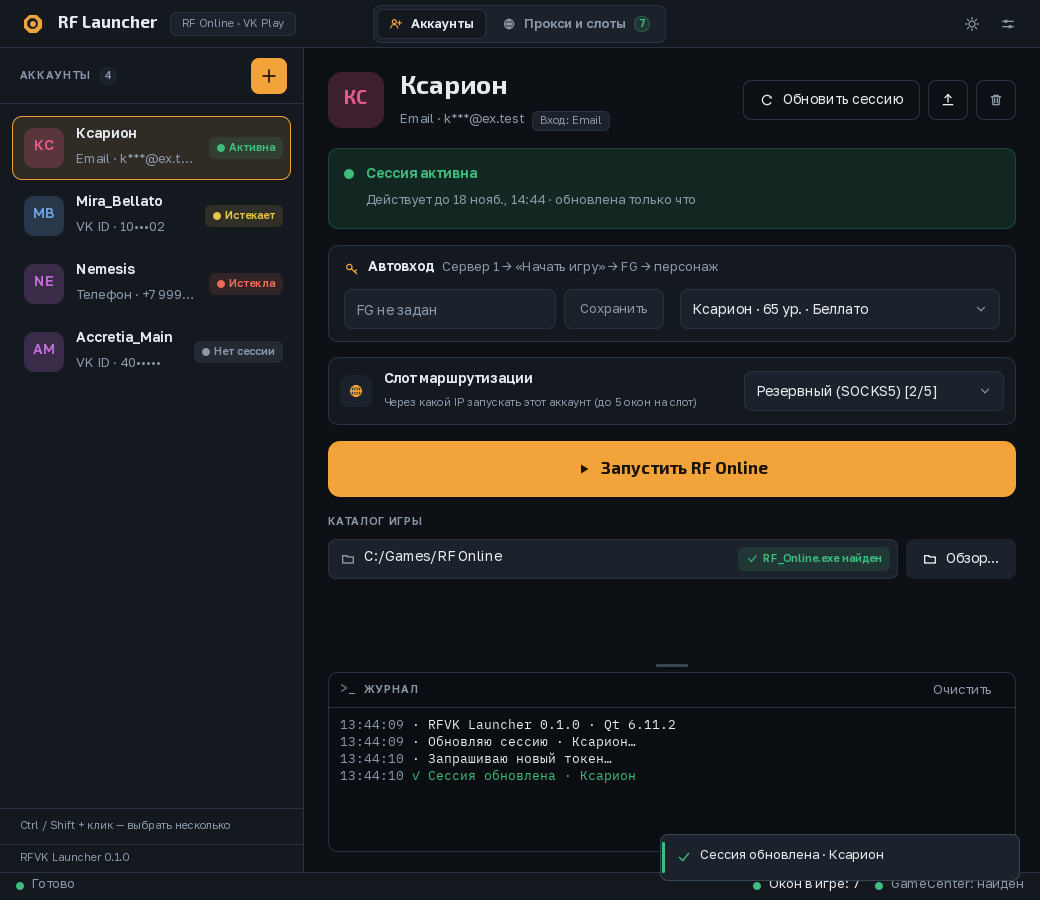 RF Launcher
RF Online · VK Play
Аккаунты
Прокси и слоты 7
АККАУНТЫ 4
КС
Ксарион
Email · k***@ex.t…
Активна
MB
Mira_Bellato
VK ID · 10•••02
Истекает
NE
Nemesis
Телефон · +7 999…
Истекла
AM
Accretia_Main
VK ID · 40•••••
Нет сессии
Ctrl / Shift + клик — выбрать несколько
RFVK Launcher 0.1.0
КС
Ксарион
Email · k***@ex.test
Вход: Email
Обновить сессию
Сессия активна
Действует до 18 нояб., 14:44 · обновлена только что
Автовход Сервер 1 → «Начать игру» → FG → персонаж
FG не задан
Сохранить
Ксарион · 65 ур. · Беллато
Слот маршрутизации
Через какой IP запускать этот аккаунт (до 5 окон на слот)
Резервный (SOCKS5) [2/5]
Запустить RF Online
КАТАЛОГ ИГРЫ
C:/Games/RF Online
RF_Online.exe найден
Обзор…
>_ ЖУРНАЛ
Очистить
13:44:09 · RFVK Launcher 0.1.0 · Qt 6.11.2
13:44:09 · Обновляю сессию · Ксарион…
13:44:10 · Запрашиваю новый токен…
13:44:10 √ Сессия обновлена · Ксарион
Сессия обновлена · Ксарион
Готово
Окон в игре: 7
GameCenter: найден